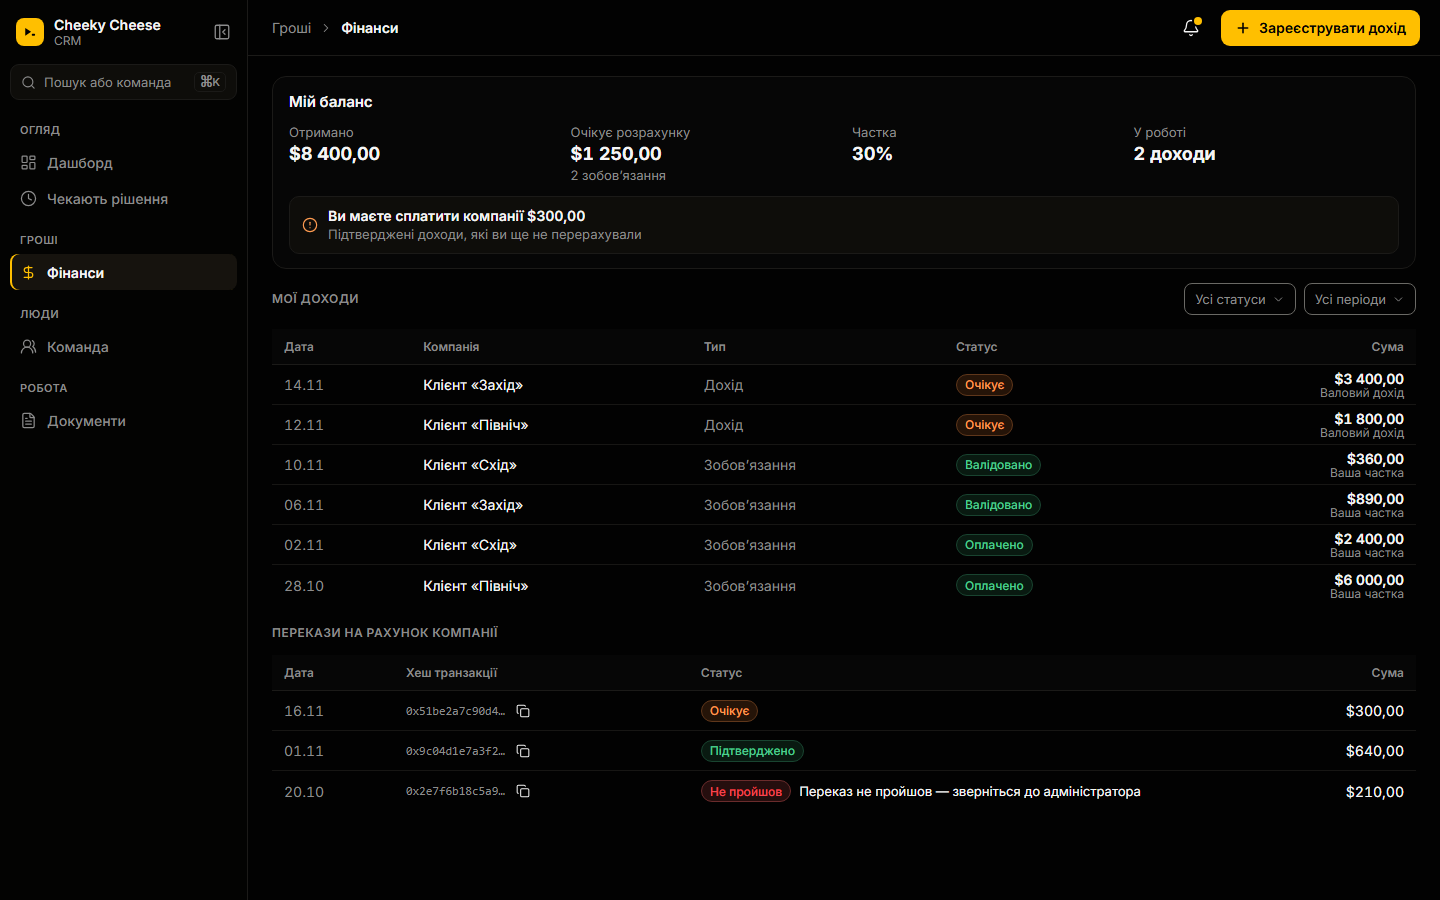 Cheeky Cheese
CRM
Пошук або команда
⌘K
ОГЛЯД
Дашборд
Чекають рішення
ГРОШІ
Фінанси
ЛЮДИ
Команда
РОБОТА
Документи
Гроші > Фінанси
+ Зареєструвати дохід
Мій баланс
Отримано
$8 400,00
Очікує розрахунку
$1 250,00
2 зобов’язання
Частка
30%
У роботі
2 доходи
Ви маєте сплатити компанії $300,00
Підтверджені доходи, які ви ще не перерахували
МОЇ ДОХОДИ
Усі статуси
Усі періоди
Дата Компанія Тип Статус Сума
14.11 Клієнт «Захід» Дохід Очікує $3 400,00
Валовий дохід
12.11 Клієнт «Північ» Дохід Очікує $1 800,00
Валовий дохід
10.11 Клієнт «Схід» Зобов’язання Валідовано $360,00
Ваша частка
06.11 Клієнт «Захід» Зобов’язання Валідовано $890,00
Ваша частка
02.11 Клієнт «Схід» Зобов’язання Оплачено $2 400,00
Ваша частка
28.10 Клієнт «Північ» Зобов’язання Оплачено $6 000,00
Ваша частка
ПЕРЕКАЗИ НА РАХУНОК КОМПАНІЇ
Дата Хеш транзакції Статус Сума
16.11 0x51be2a7c90d4… Очікує $300,00
01.11 0x9c04d1e7a3f2… Підтверджено $640,00
20.10 0x2e7f6b18c5a9… Не пройшов Переказ не пройшов — зверніться до адміністратора $210,00